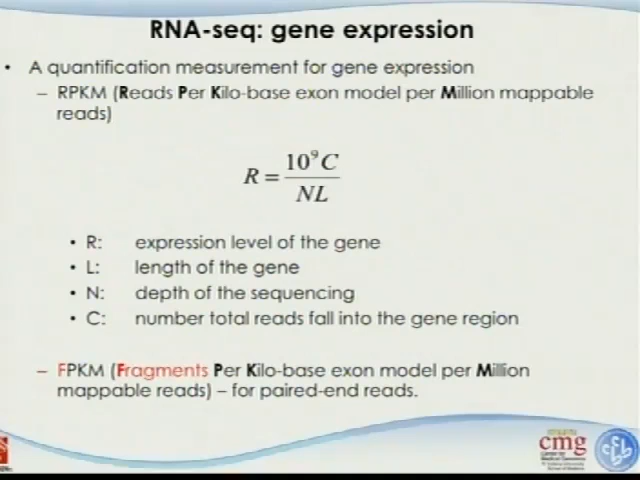 RNA-seq: gene expression
• A quantification measurement for gene expression
– RPKM (Reads Per Kilo-base exon model per Million mappable
reads)
R = 10⁹C / NL
• R: expression level of the gene
• L: length of the gene
• N: depth of the sequencing
• C: number total reads fall into the gene region
– FPKM (Fragments Per Kilo-base exon model per Million
mappable reads) – for paired-end reads.
cmg